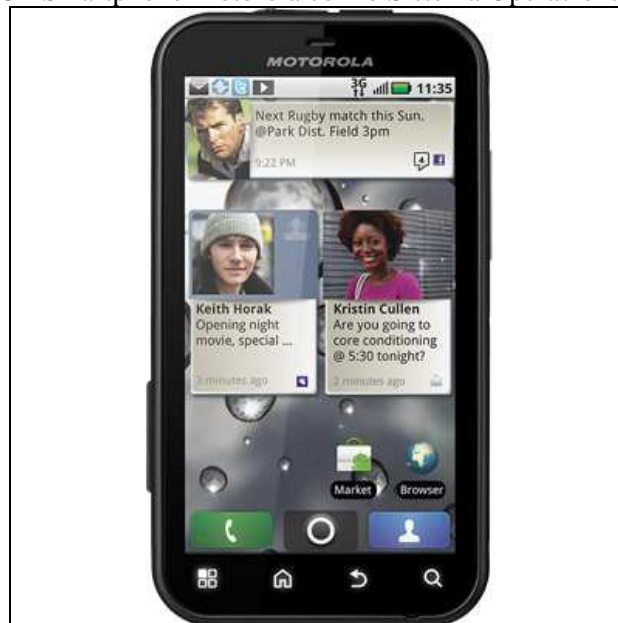 MOTOROLA
3G 11:35
Next Rugby match this Sun.
@Park Dist. Field 3pm
9:22 PM
4
Keith Horak
Opening night
movie, special ...
3 minutes ago
Kristin Cullen
Are you going to
core conditioning
@ 5:30 tonight?
2 minutes ago
Market
Browser